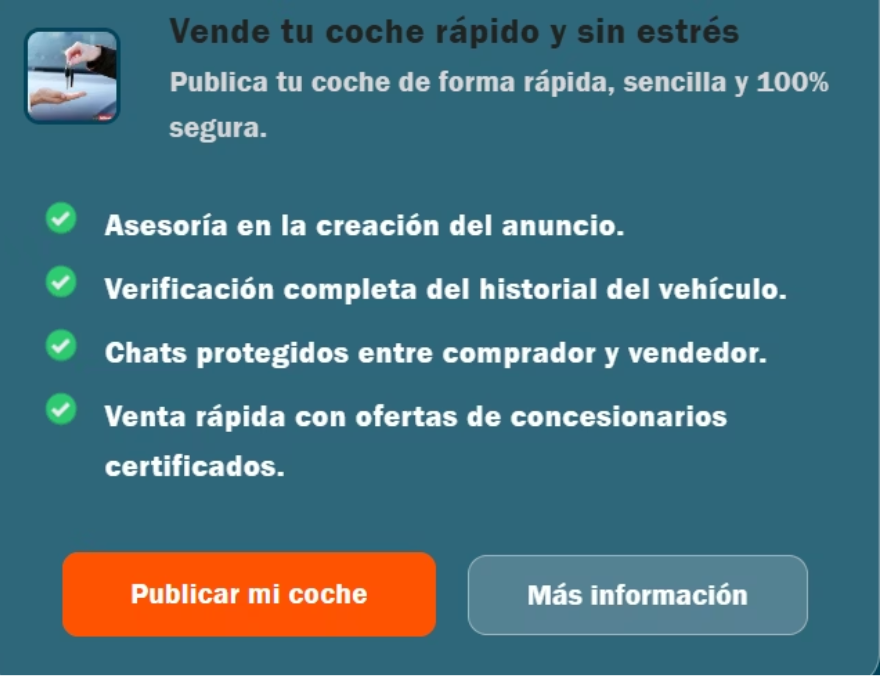 Vende tu coche rápido y sin estrés
Publica tu coche de forma rápida, sencilla y 100%
segura.
Asesoría en la creación del anuncio.
Verificación completa del historial del vehículo.
Chats protegidos entre comprador y vendedor.
Venta rápida con ofertas de concesionarios
certificados.
Publicar mi coche
Más información